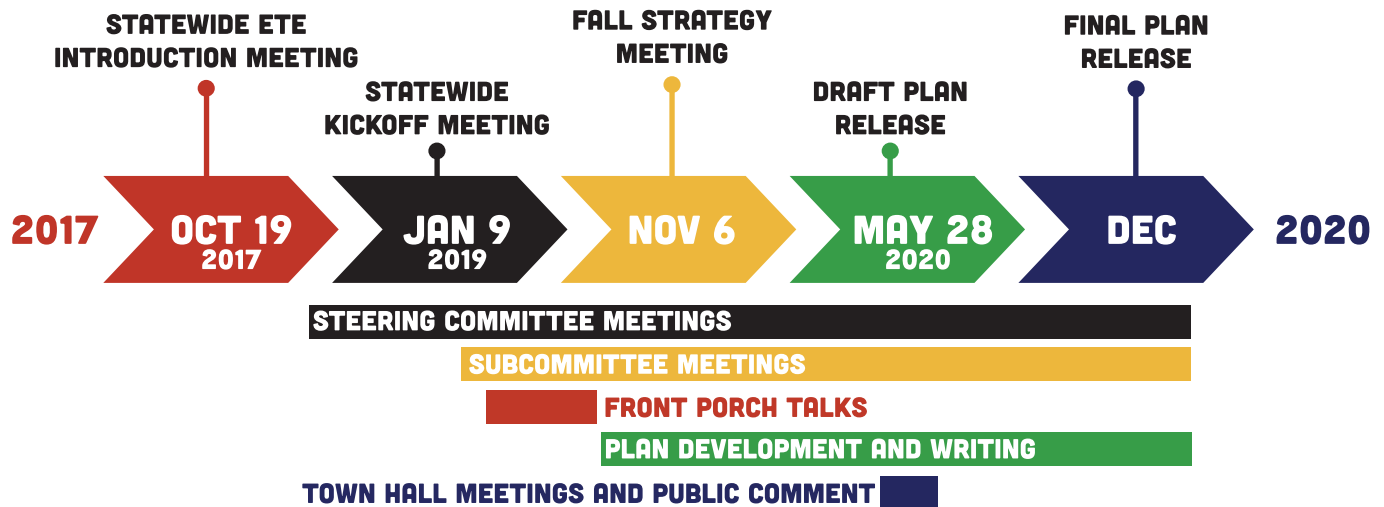 STATEWIDE ETE
INTRODUCTION MEETING
STATEWIDE
KICKOFF MEETING
FALL STRATEGY
MEETING
DRAFT PLAN
RELEASE
FINAL PLAN
RELEASE
2017
OCT 19
2017
JAN 9
2019
NOV 6
MAY 28
2020
DEC
2020
STEERING COMMITTEE MEETINGS
SUBCOMMITTEE MEETINGS
FRONT PORCH TALKS
PLAN DEVELOPMENT AND WRITING
TOWN HALL MEETINGS AND PUBLIC COMMENT